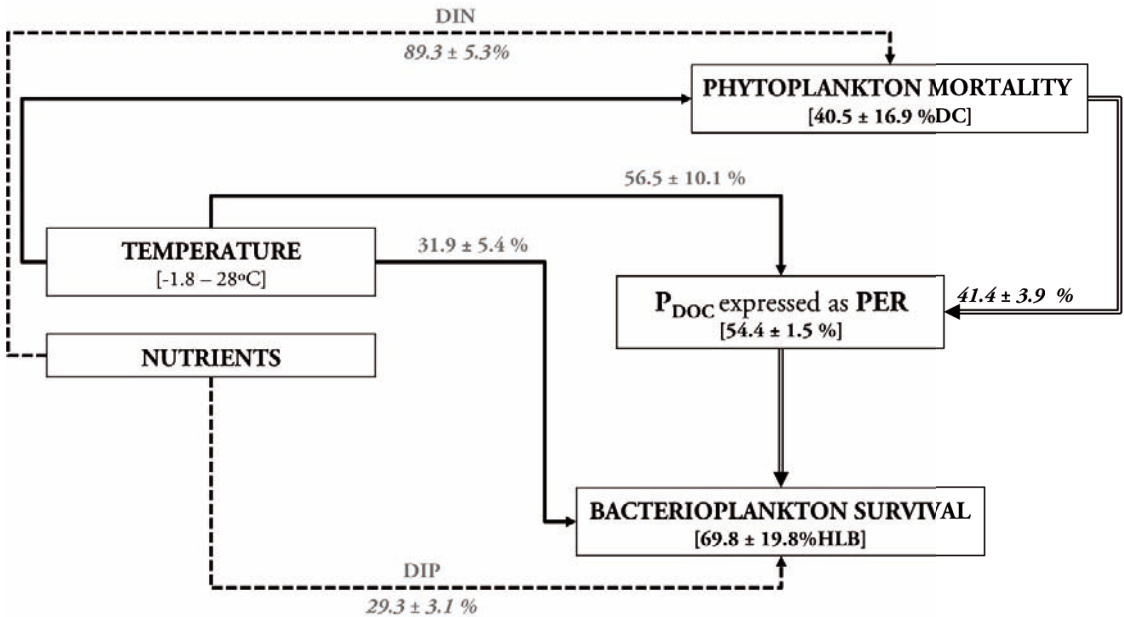 DIN
89.3 ± 5.3%
PHYTOPLANKTON MORTALITY
[40.5 ± 16.9 %DC]
56.5 ± 10.1 %
TEMPERATURE
[-1.8 – 28ºC]
31.9 ± 5.4 %
P_DOC expressed as PER
[54.4 ± 1.5 %]
41.4 ± 3.9 %
NUTRIENTS
BACTERIOPLANKTON SURVIVAL
[69.8 ± 19.8%HLB]
DIP
29.3 ± 3.1 %